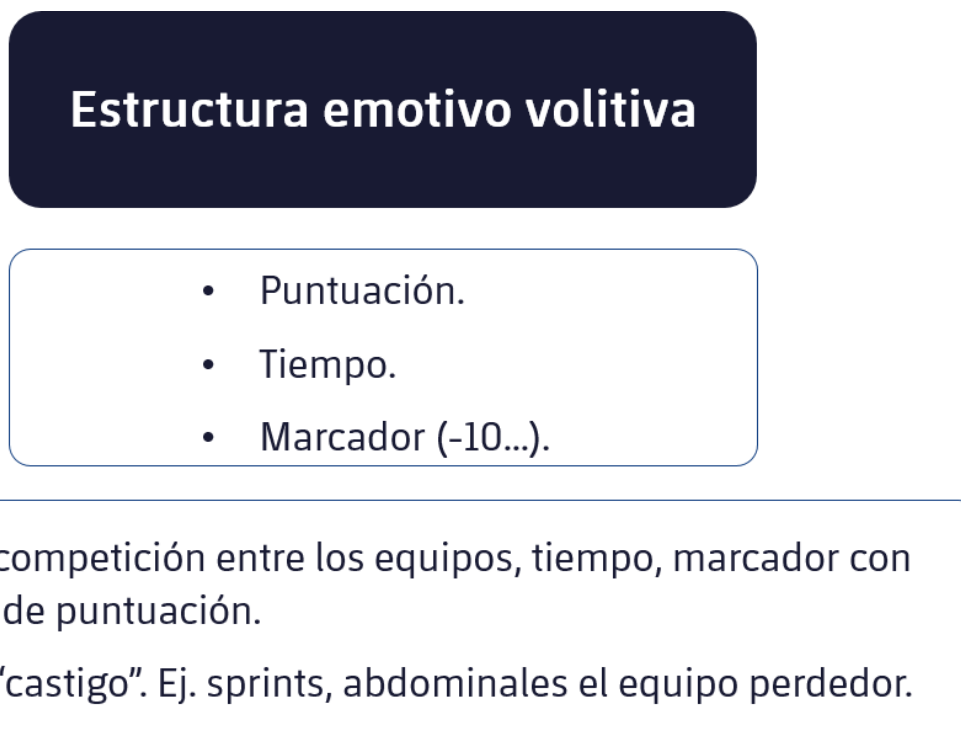 Estructura emotivo volitiva
• Puntuación.
• Tiempo.
• Marcador (-10...).
competición entre los equipos, tiempo, marcador con
de puntuación.
“castigo”. Ej. sprints, abdominales el equipo perdedor.